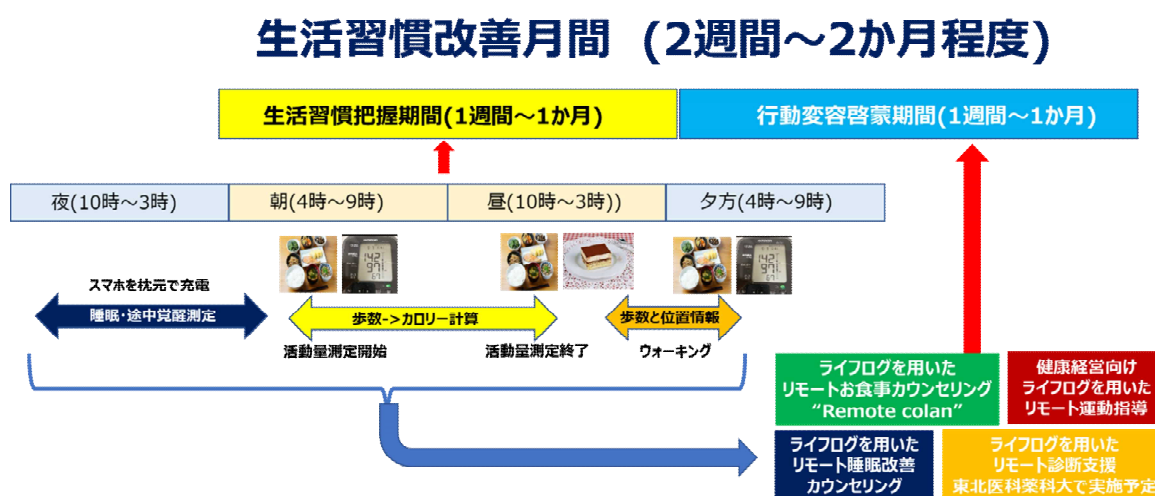 生活習慣改善月間 (2週間～2か月程度)
生活習慣把握期間(1週間～1か月)
行動変容啓蒙期間(1週間～1か月)
夜(10時～3時)
朝(4時～9時)
昼(10時～3時))
夕方(4時～9時)
スマホを枕元で充電
睡眠・途中覚醒測定
歩数->カロリー計算
歩数と位置情報
活動量測定開始
活動量測定終了
ウォーキング
ライフログを用いた
リモートお食事カウンセリング
“Remote colan”
健康経営向け
ライフログを用いた
リモート運動指導
ライフログを用いた
リモート睡眠改善
カウンセリング
ライフログを用いた
リモート診断支援
東北医科薬科大で実施予定